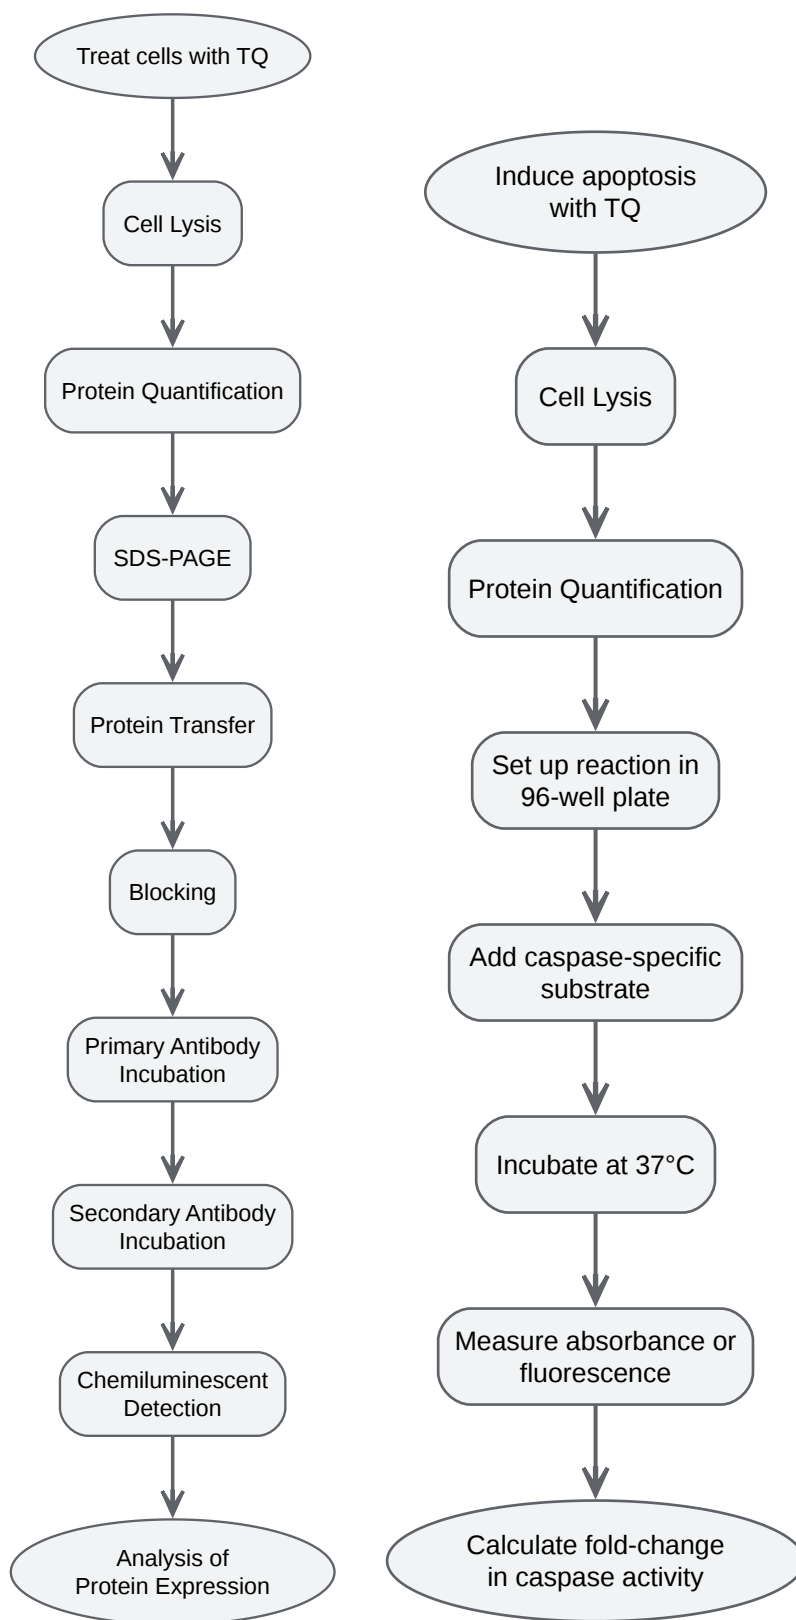 Treat cells with TQ
Cell Lysis
Protein Quantification
SDS-PAGE
Protein Transfer
Blocking
Primary Antibody
Incubation
Secondary Antibody
Incubation
Chemiluminescent
Detection
Analysis of
Protein Expression
Induce apoptosis
with TQ
Cell Lysis
Protein Quantification
Set up reaction in
96-well plate
Add caspase-specific
substrate
Incubate at 37°C
Measure absorbance or
fluorescence
Calculate fold-change
in caspase activity